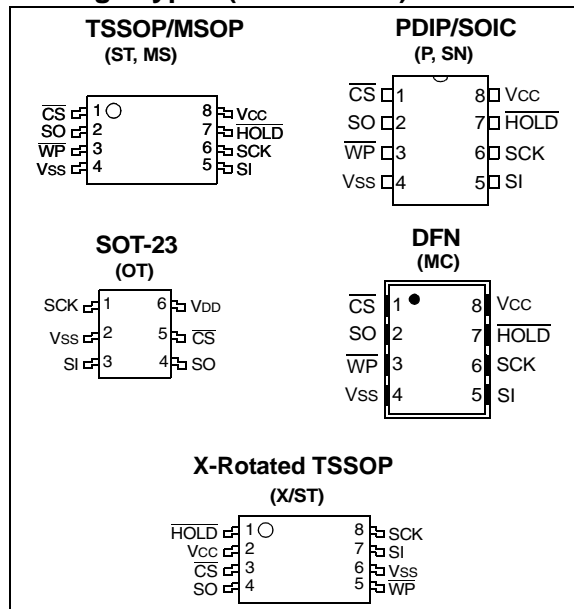 TSSOP/MSOP
(ST, MS)
CS 1 8 VCC
SO 2 7 HOLD
WP 3 6 SCK
VSS 4 5 SI
PDIP/SOIC
(P, SN)
CS 1 8 VCC
SO 2 7 HOLD
WP 3 6 SCK
VSS 4 5 SI
SOT-23
(OT)
SCK 1 6 VDD
VSS 2 5 CS
SI 3 4 SO
DFN
(MC)
CS 1 8 VCC
SO 2 7 HOLD
WP 3 6 SCK
VSS 4 5 SI
X-Rotated TSSOP
(X/ST)
HOLD 1 8 SCK
VCC 2 7 SI
CS 3 6 VSS
SO 4 5 WP